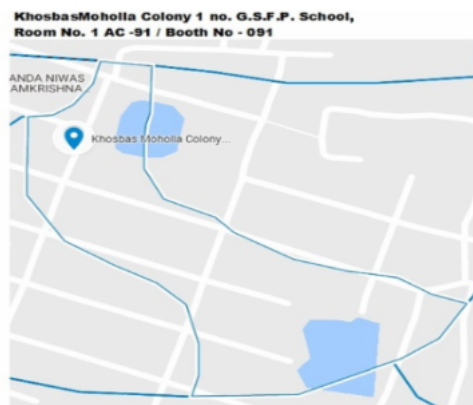 KhosbasMoholla Colony 1 no. G.S.F.P. School,
Room No. 1 AC -91 / Booth No - 091
ANDA NIWAS
AMKRISHNA
Khosbas Moholla Colony...